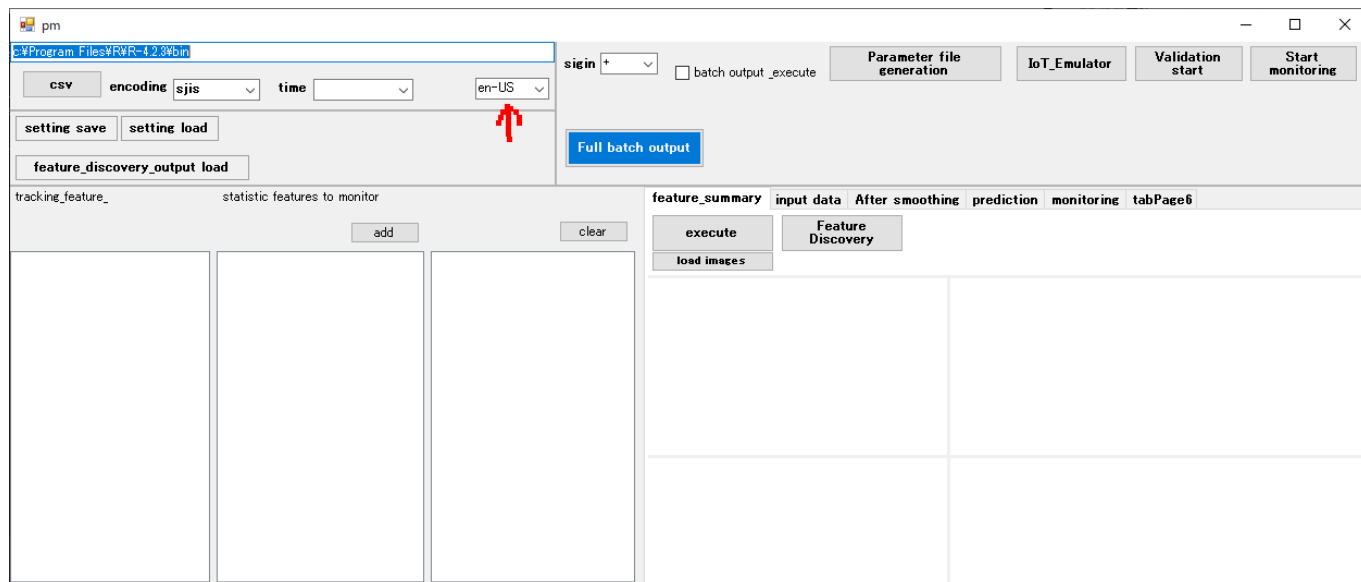 pm
c:¥Program Files¥R¥R-4.2.3¥bin
csv
encoding
sjis
time
en-US
setting save
setting load
feature_discovery_output load
sigin
+
batch output _execute
Parameter file
generation
IoT_Emulator
Validation
start
Start
monitoring
Full batch output
tracking_feature_
statistic features to monitor
add
clear
feature_summary
input data
After smoothing
prediction
monitoring
tabPage6
execute
Feature
Discovery
load images